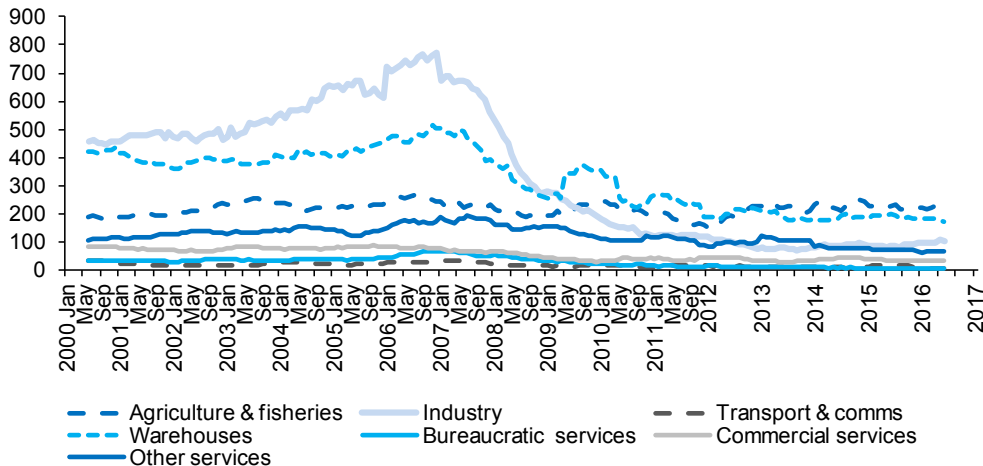 900
800
700
600
500
400
300
200
100
0
2000 Jan
May
Sep
2001 Jan
May
Sep
2002 Jan
May
Sep
2003 Jan
May
Sep
2004 Jan
May
Sep
2005 Jan
May
Sep
2006 Jan
May
Sep
2007 Jan
May
Sep
2008 Jan
May
Sep
2009 Jan
May
Sep
2010 Jan
May
Sep
2011 Jan
May
Sep
2012
2013
2014
2015
2016
2017
Agriculture & fisheries
Industry
Transport & comms
Warehouses
Bureaucratic services
Commercial services
Other services